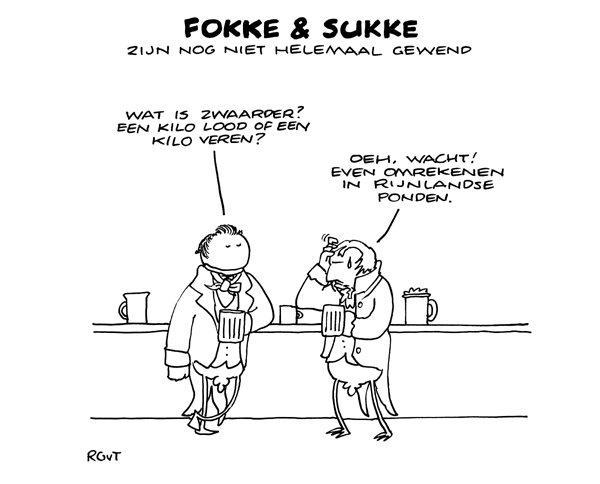 FOKKE & SUKKE
ZIJN NOG NIET HELEMAAL GEWEND
WAT IS ZWAARDER?
EEN KILO LOOD OF EEN
KILO VEREN?
OEH, WACHT!
EVEN OMREKENEN
IN RIJNLANDSE
PONDEN.
RGvT